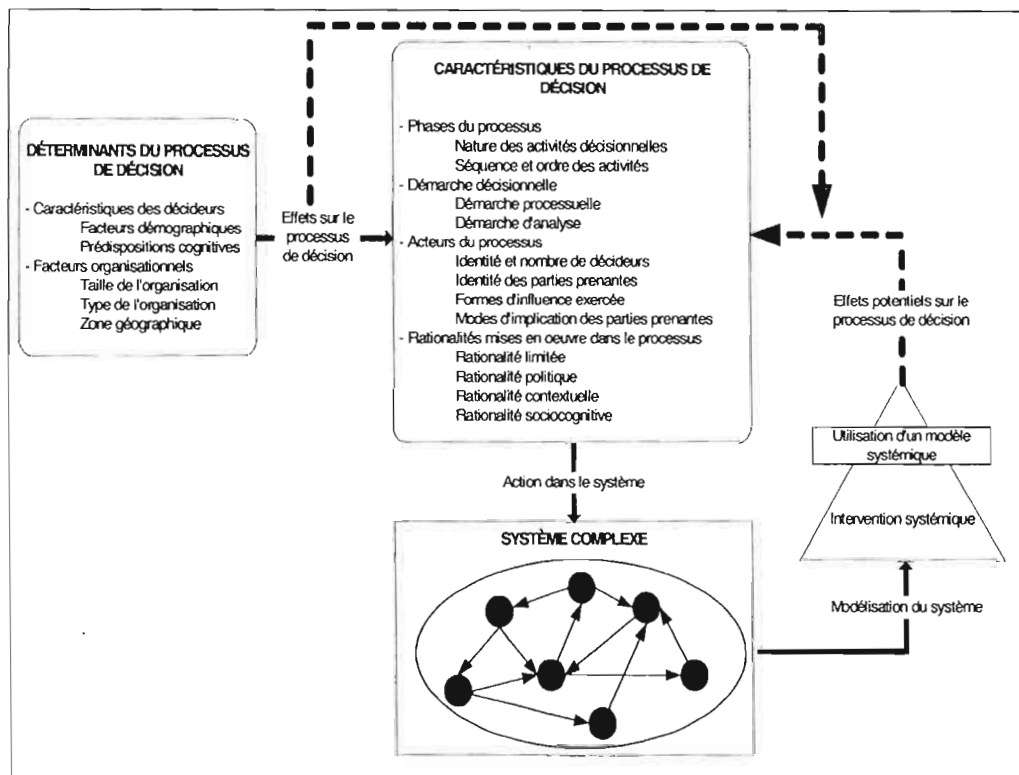 DÉTERMINANTS DU PROCESSUS
DE DÉCISION
- Caractéristiques des décideurs
Facteurs démographiques
Prédispositions cognitives
- Facteurs organisationnels
Taille de l'organisation
Type de l'organisation
Zone géographique
Effets sur le
processus
de décision
CARACTÉRISTIQUES DU PROCESSUS DE
DÉCISION
- Phases du processus
Nature des activités décisionnelles
Séquence et ordre des activités
- Démarche décisionnelle
Démarche processuelle
Démarche d'analyse
- Acteurs du processus
Identité et nombre de décideurs
Identité des parties prenantes
Formes d'influence exercée
Modes d'implication des parties prenantes
- Rationalités mises en oeuvre dans le processus
Rationalité limitée
Rationalité politique
Rationalité contextuelle
Rationalité sociocognitive
Action dans le système
SYSTÈME COMPLEXE
Effets potentiels sur le
processus de décision
Utilisation d'un modèle
systémique
Intervention systémique
Modélisation du système